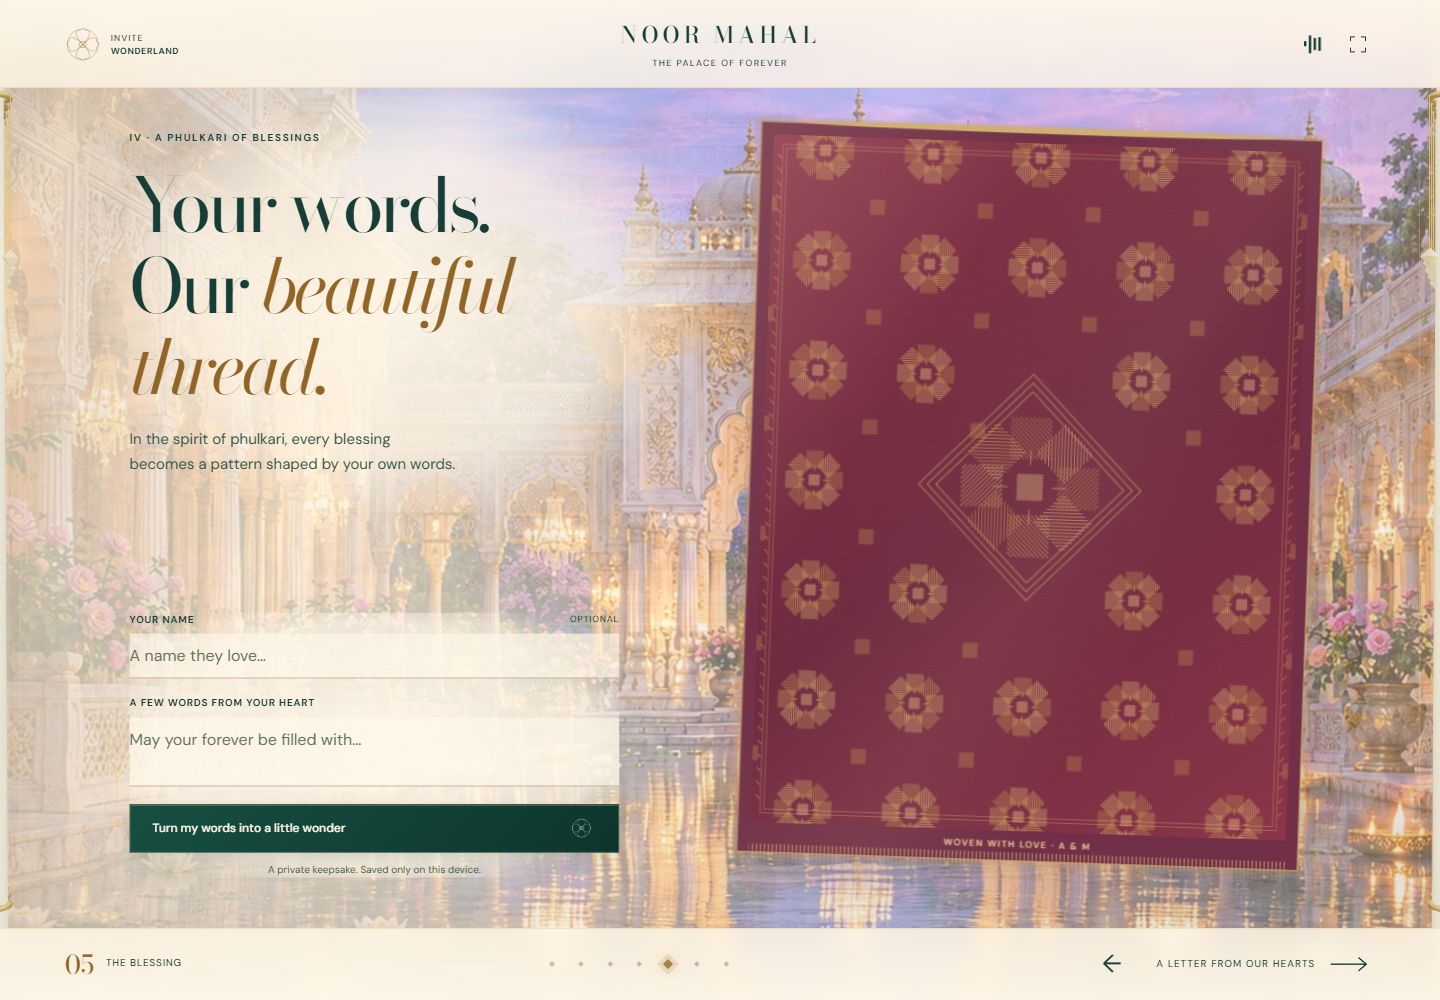 INVITE
WONDERLAND
NOOR MAHAL
THE PALACE OF FOREVER
IV · A PHULKARI OF BLESSINGS
Your words.
Our beautiful
thread.
In the spirit of phulkari, every blessing
becomes a pattern shaped by your own words.
YOUR NAME
OPTIONAL
A name they love...
A FEW WORDS FROM YOUR HEART
May your forever be filled with...
Turn my words into a little wonder
A private keepsake. Saved only on this device.
WOVEN WITH LOVE · A & M
05
THE BLESSING
A LETTER FROM OUR HEARTS